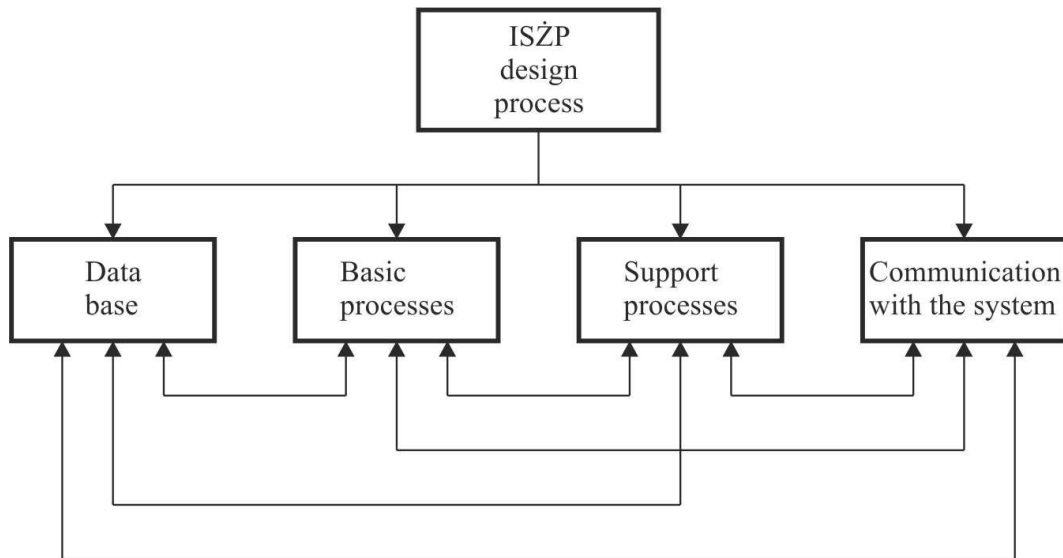 ISŻP
design
process
Data
base
Basic
processes
Support
processes
Communication
with the system